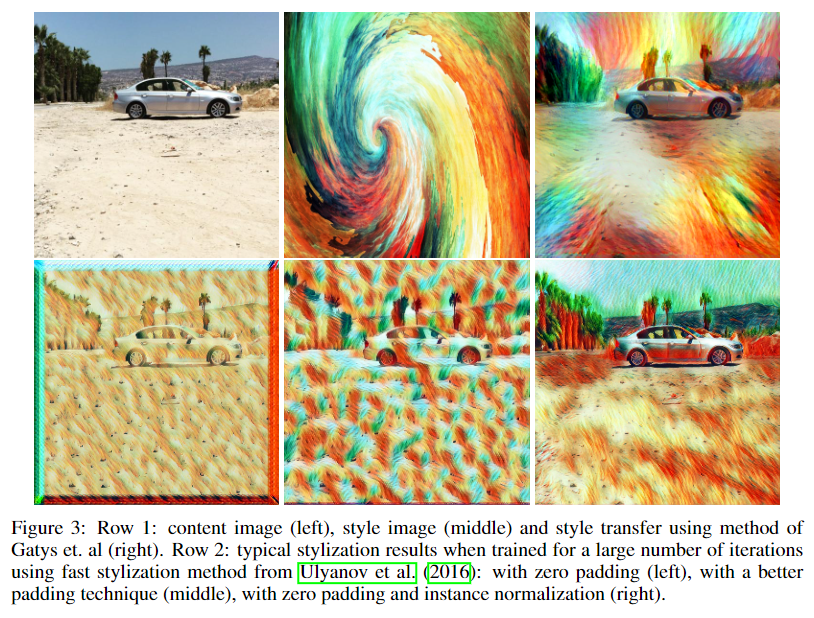 Figure 3: Row 1: content image (left), style image (middle) and style transfer using method of
Gatys et. al (right). Row 2: typical stylization results when trained for a large number of iterations
using fast stylization method from Ulyanov et al. (2016): with zero padding (left), with a better
padding technique (middle), with zero padding and instance normalization (right).